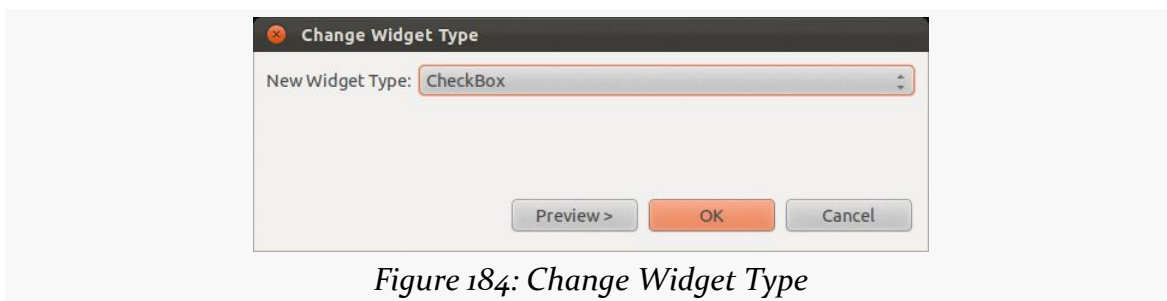 Change Widget Type
New Widget Type: CheckBox
Preview > OK Cancel
Figure 184: Change Widget Type